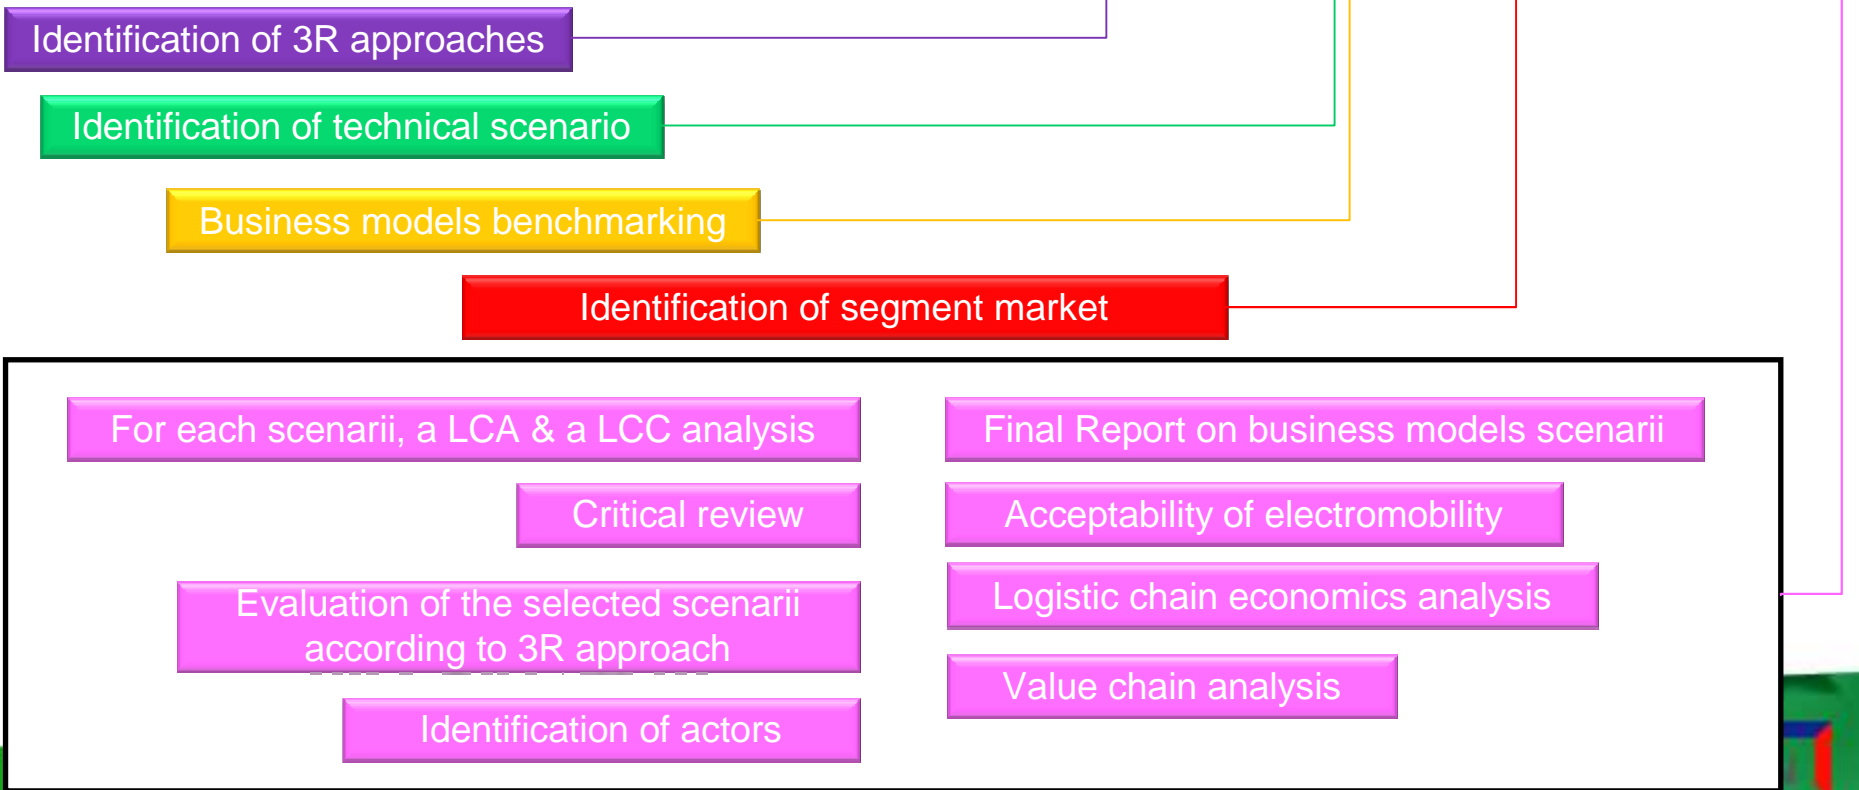 Identification of 3R approaches
Identification of technical scenario
Business models benchmarking
Identification of segment market
For each scenarii, a LCA & a LCC analysis
Critical review
Evaluation of the selected scenarii
according to 3R approach
Identification of actors
Final Report on business models scenarii
Acceptability of electromobility
Logistic chain economics analysis
Value chain analysis